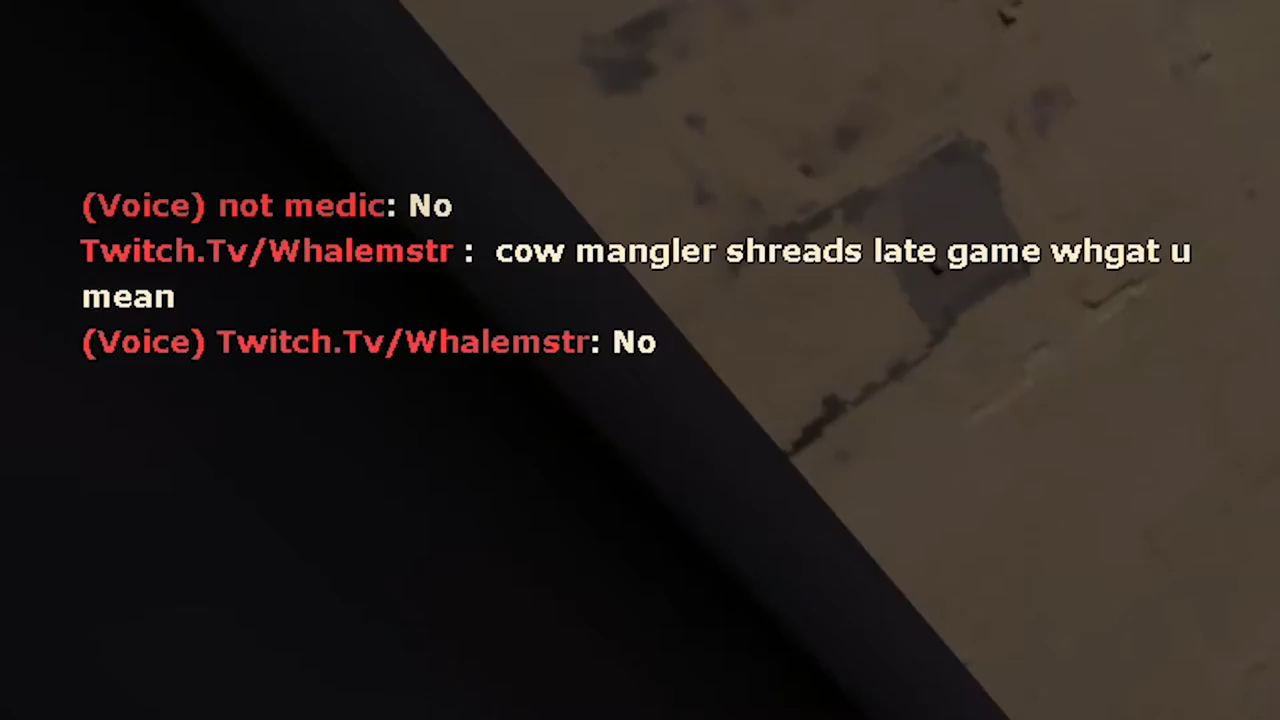 (Voice) not medic: No
Twitch.Tv/Whalemstr :  cow mangler shreads late game whgat u
mean
(Voice) Twitch.Tv/Whalemstr: No